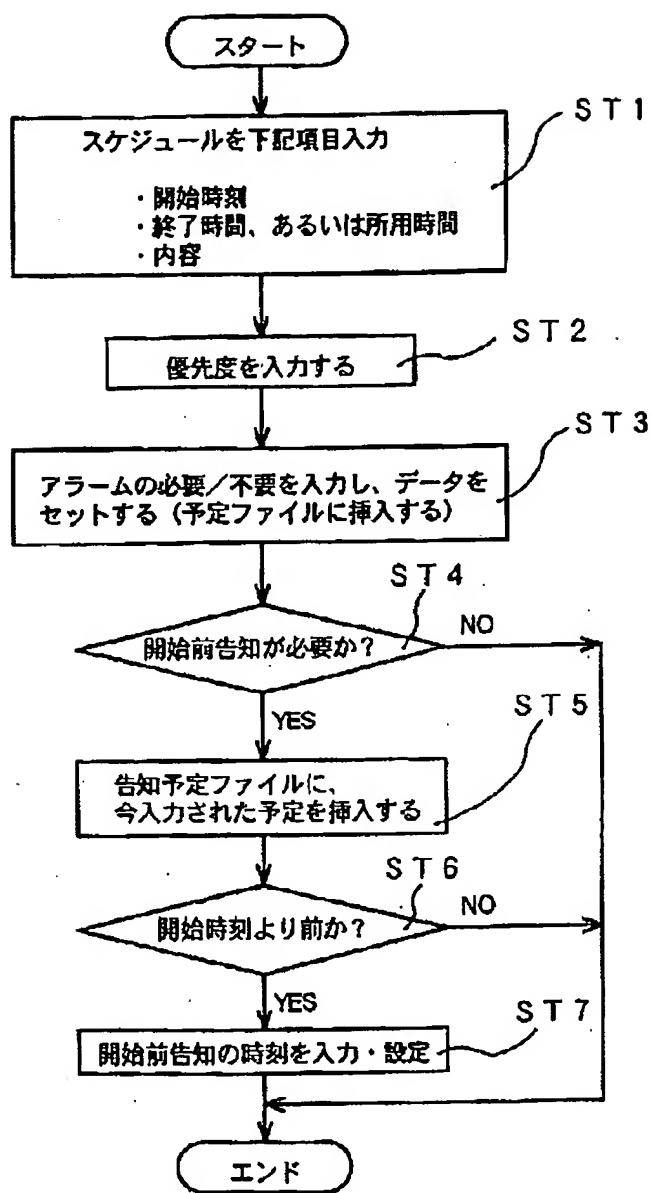 スタート
ST1
スケジュールを下記項目入力
・開始時刻
・終了時間、あるいは所用時間
・内容
ST2
優先度を入力する
ST3
アラームの必要/不要を入力し、データを
セットする(予定ファイルに挿入する)
ST4
開始前告知が必要か?
NO
YES
ST5
告知予定ファイルに、
今入力された予定を挿入する
ST6
開始時刻より前か?
NO
YES
ST7
開始前告知の時刻を入力・設定
エンド